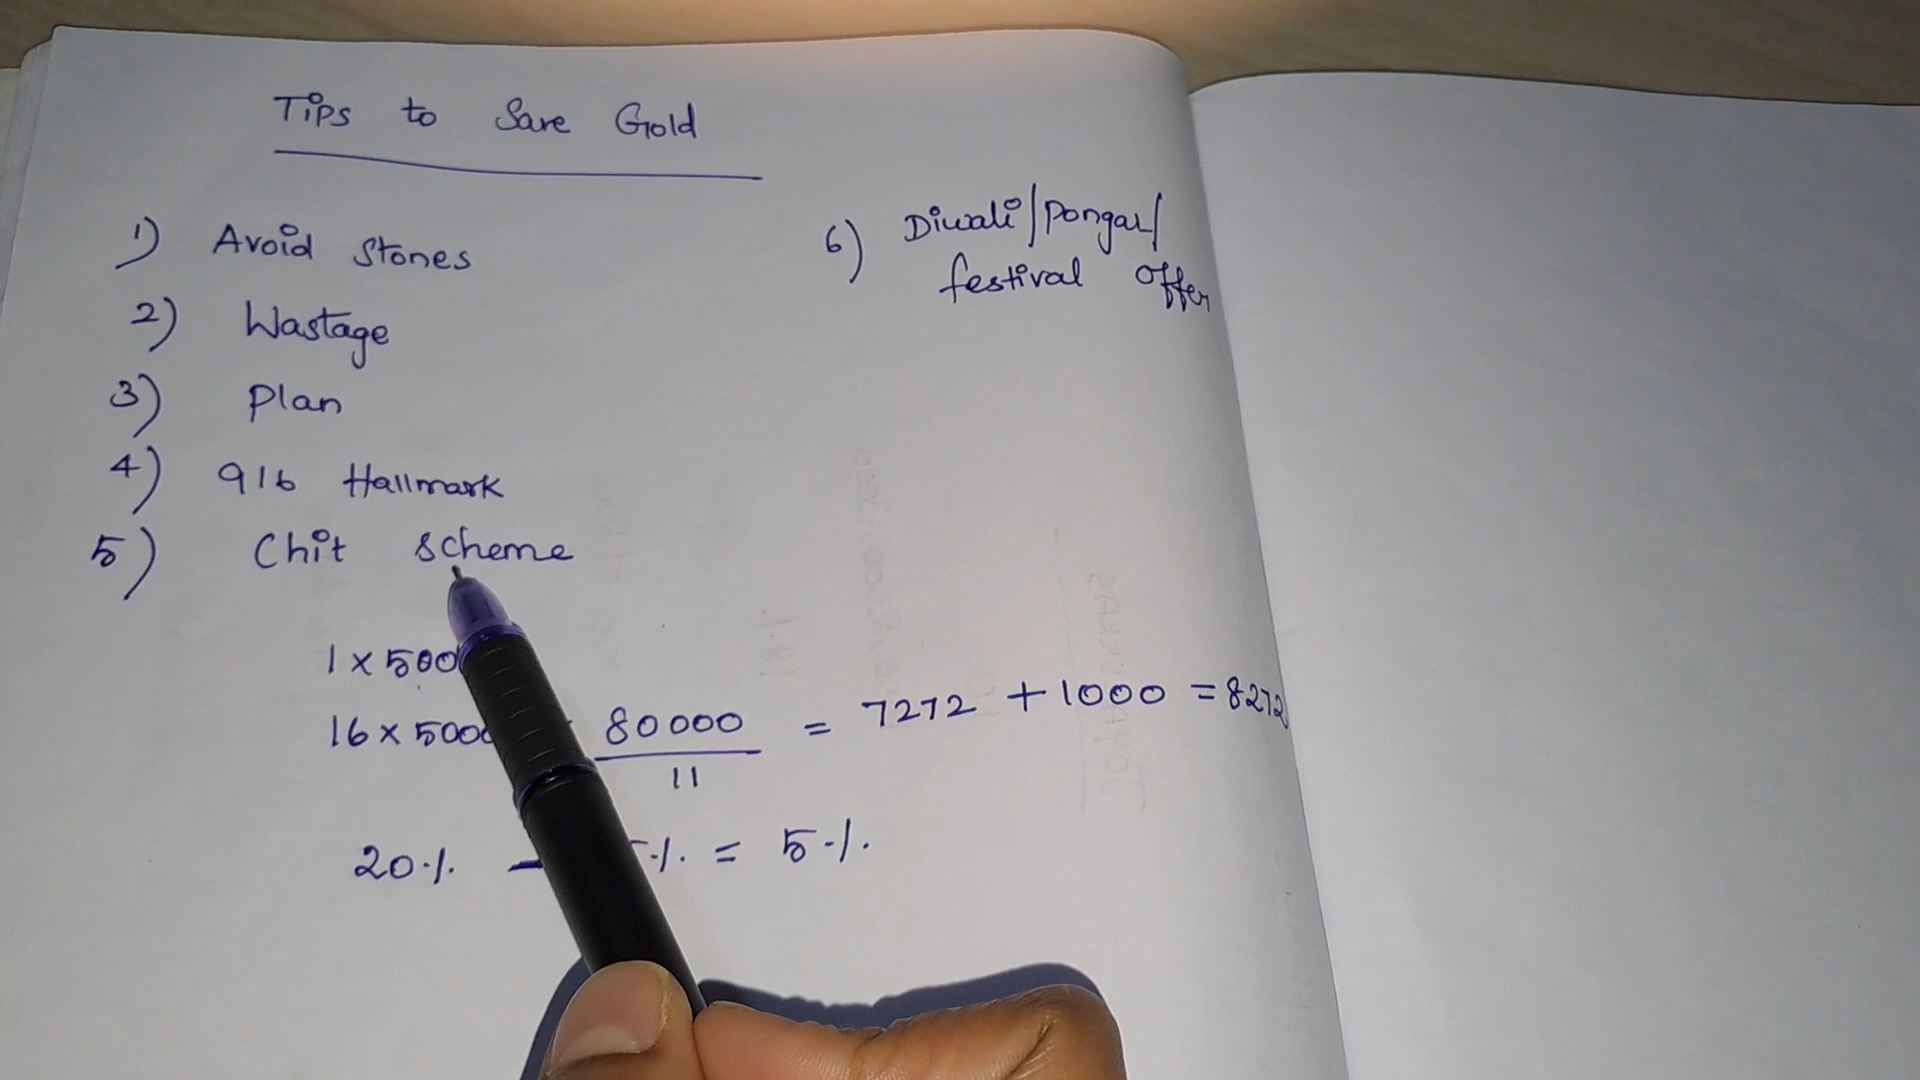 Tips to Save Gold
1) Avoid Stones
2) Wastage
3) Plan
4) 916 Hallmark
5) Chit Scheme
6) Diwali/Pongal/
festival offer
1 x 500
16 x 5000
80000 = 7272 + 1000 = 8272
11
20% - % = 5%